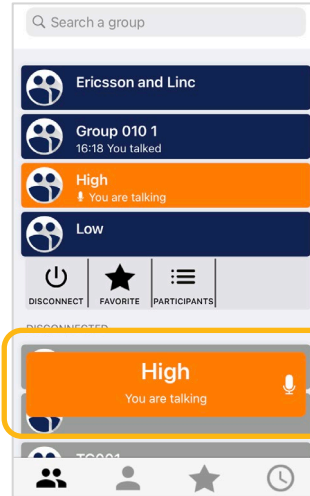 Search a group
Ericsson and Linc
Group 010 1
16:18 You talked
High
You are talking
Low
DISCONNECT FAVORITE PARTICIPANTS
DISCONNECTED
High
You are talking
TG001